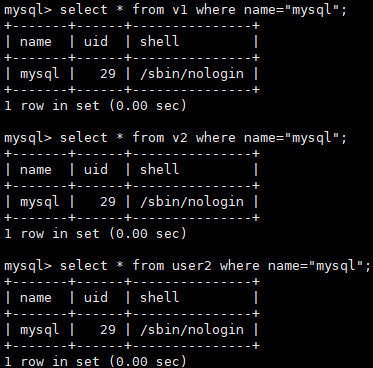 mysql> select * from v1 where name="mysql";
+-------+------+---------------+
| name  | uid  | shell         |
+-------+------+---------------+
| mysql |   29 | /sbin/nologin |
+-------+------+---------------+
1 row in set (0.00 sec)
mysql> select * from v2 where name="mysql";
+-------+------+---------------+
| name  | uid  | shell         |
+-------+------+---------------+
| mysql |   29 | /sbin/nologin |
+-------+------+---------------+
1 row in set (0.00 sec)
mysql> select * from user2 where name="mysql";
+-------+------+---------------+
| name  | uid  | shell         |
+-------+------+---------------+
| mysql |   29 | /sbin/nologin |
+-------+------+---------------+
1 row in set (0.00 sec)